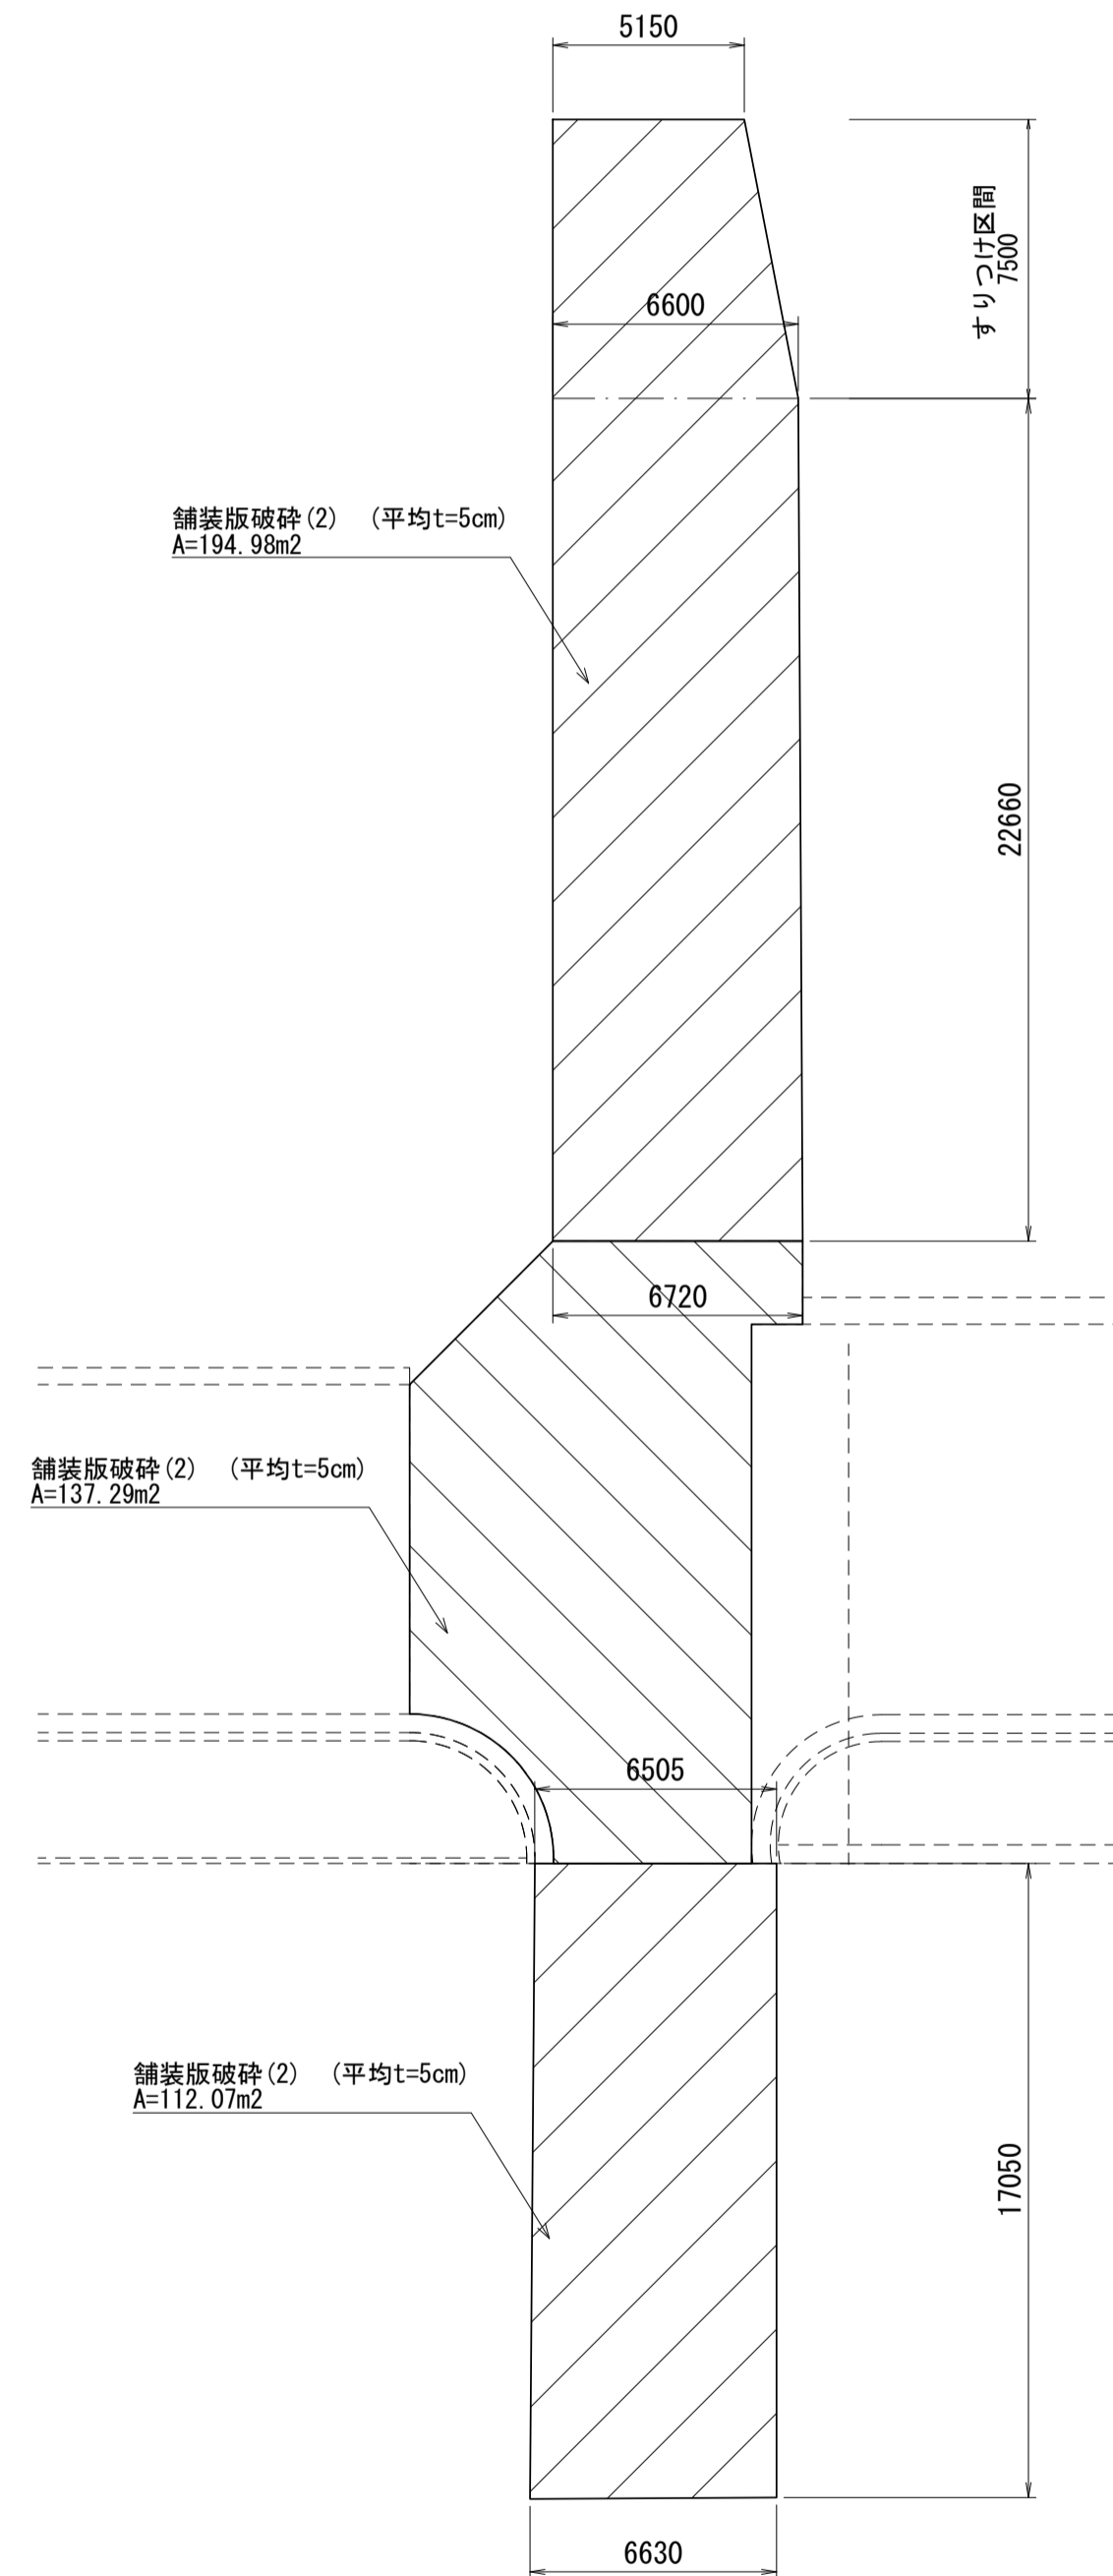 5150
すりつけ区間
7500
6600
舗装版破砕(2) (平均t=5cm)
A=194.98m2
22660
6720
舗装版破砕(2) (平均t=5cm)
A=137.29m2
6505
舗装版破砕(2) (平均t=5cm)
A=112.07m2
17050
6630